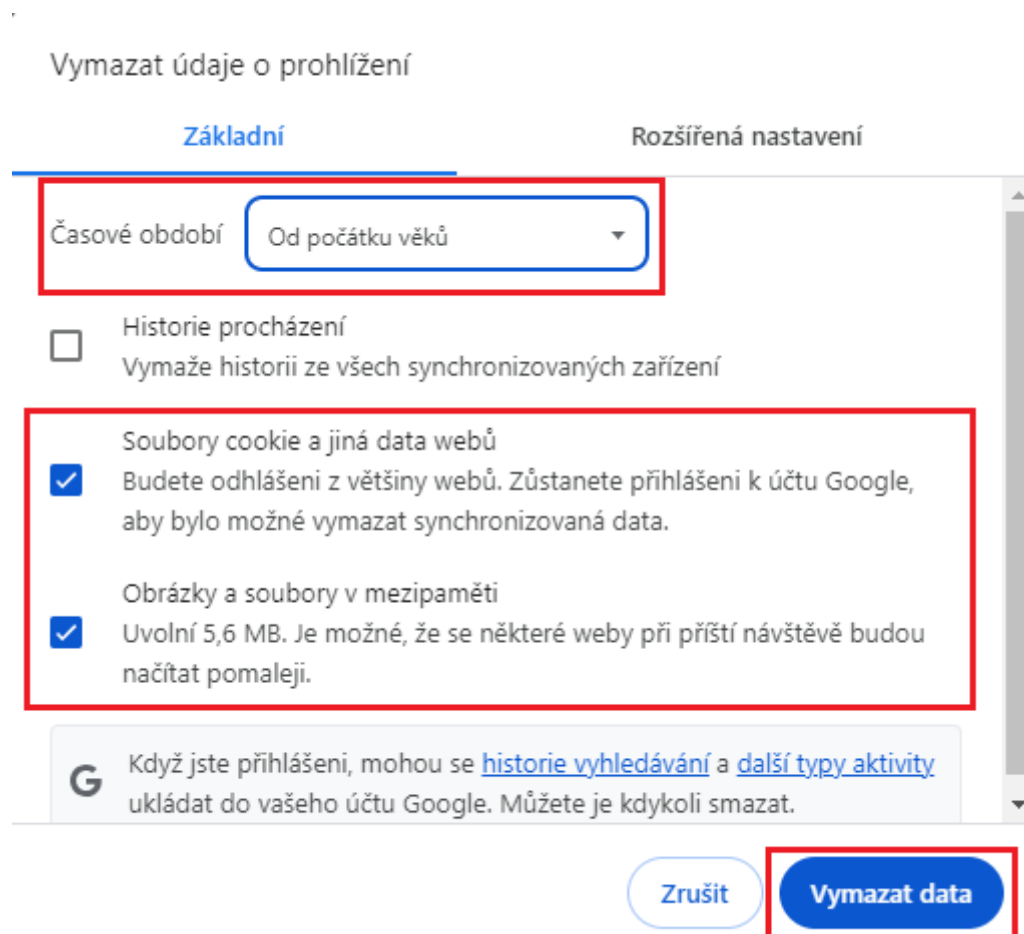 Vymazat údaje o prohlížení
Základní
Rozšířená nastavení
Časové období
Od počátku věků
Historie procházení
Vymaže historii ze všech synchronizovaných zařízení
Soubory cookie a jiná data webů
Budete odhlášeni z většiny webů. Zůstanete přihlášeni k účtu Google,
aby bylo možné vymazat synchronizovaná data.
Obrázky a soubory v mezipaměti
Uvolní 5,6 MB. Je možné, že se některé weby při příští návštěvě budou
načítat pomaleji.
G
Když jste přihlášeni, mohou se historie vyhledávání a další typy aktivity
ukládat do vašeho účtu Google. Můžete je kdykoli smazat.
Zrušit
Vymazat data